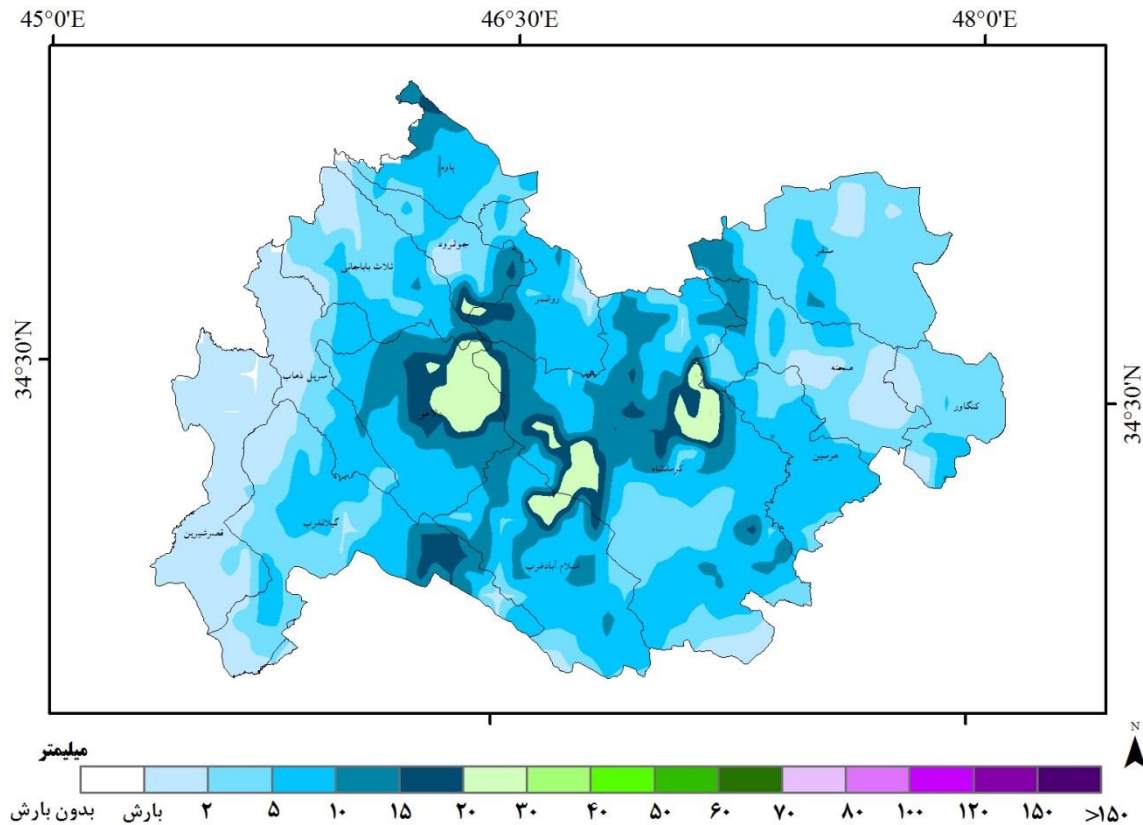 45°0'E 46°30'E 48°0'E
پاوه
جوانرود
ثلاث باباجانی
روانسر
سنقر
34°30'N
سرپل ذهاب
صحنه
کنگاور
34°30'N
کرمانشاه
هرسین
گیلانغرب
قصرشیرین
اسلام آبادغرب
N
میلیمتر
بدون بارش بارش ۲ ۵ ۱۰ ۱۵ ۲۰ ۳۰ ۴۰ ۵۰ ۶۰ ۷۰ ۸۰ ۱۰۰ ۱۲۰ ۱۵۰ >۱۵۰